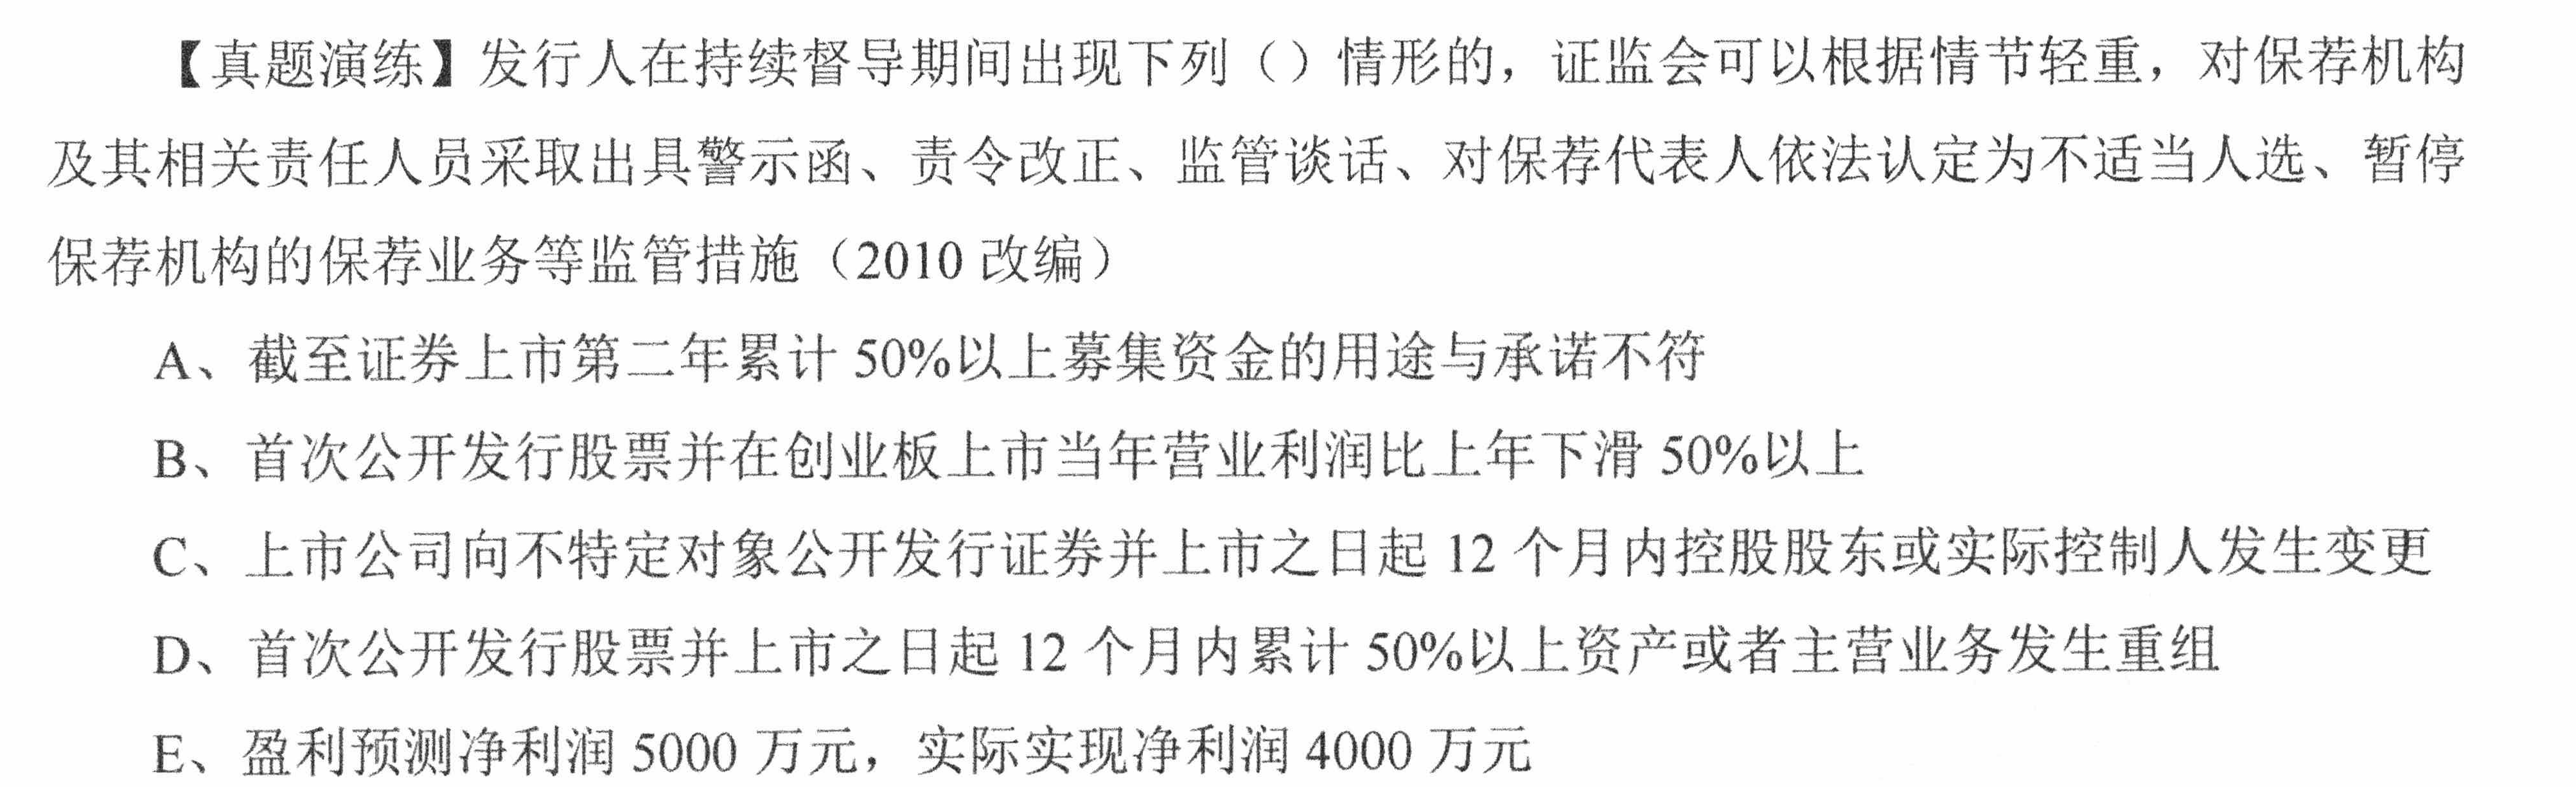 【真题演练】发行人在持续督导期间出现下列（）情形的，证监会可以根据情节轻重，对保荐机构
及其相关责任人员采取出具警示函、责令改正、监管谈话、对保荐代表人依法认定为不适当人选、暂停
保荐机构的保荐业务等监管措施（2010 改编）
A、截至证券上市第二年累计 50%以上募集资金的用途与承诺不符
B、首次公开发行股票并在创业板上市当年营业利润比上年下滑 50%以上
C、上市公司向不特定对象公开发行证券并上市之日起 12 个月内控股股东或实际控制人发生变更
D、首次公开发行股票并上市之日起 12 个月内累计 50%以上资产或者主营业务发生重组
E、盈利预测净利润 5000 万元，实际实现净利润 4000 万元